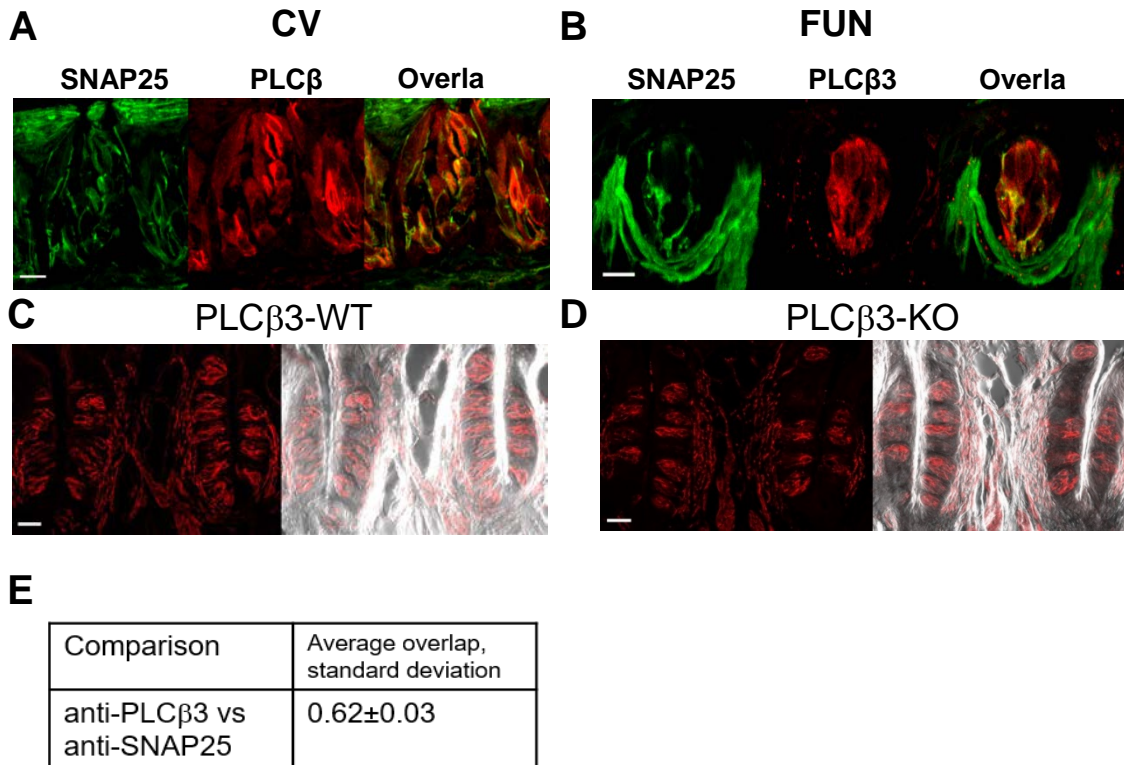 A CV
SNAP25 PLCβ Overla
B FUN
SNAP25 PLCβ3 Overla
C PLCβ3-WT
D PLCβ3-KO
E
Comparison
Average overlap,
standard deviation
anti-PLCβ3 vs
anti-SNAP25
0.62±0.03